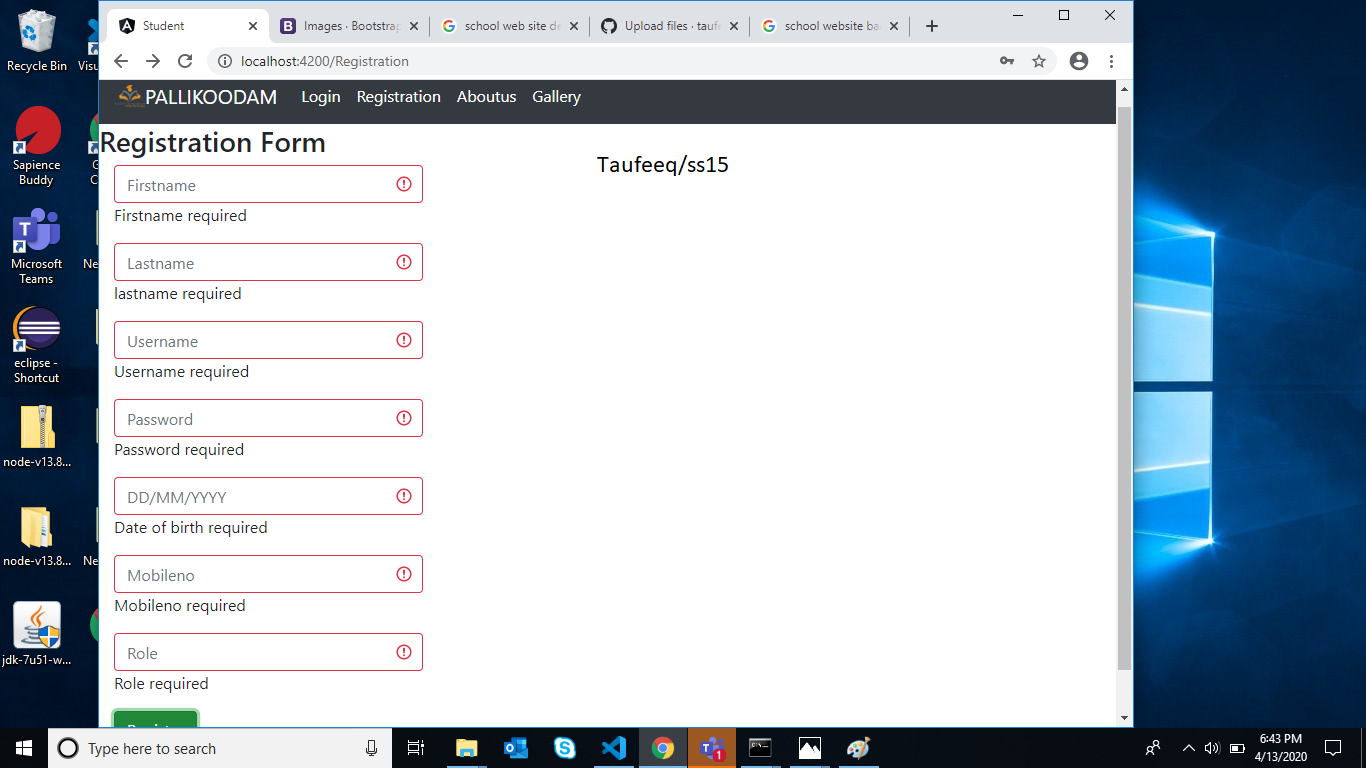 Recycle Bin
Visu
Sapience
Buddy
G
C
Microsoft
Teams
Ne
eclipse -
Shortcut
node-v13.8...
node-v13.8...
Ne
jdk-7u51-w...
Student
Images · Bootstrap
school web site de
Upload files · taufe
school website ba
localhost:4200/Registration
PALLIKOODAM Login Registration Aboutus Gallery
Registration Form
Taufeeq/ss15
Firstname
Firstname required
Lastname
lastname required
Username
Username required
Password
Password required
DD/MM/YYYY
Date of birth required
Mobileno
Mobileno required
Role
Role required
Register
Type here to search
1
6:43 PM
4/13/2020